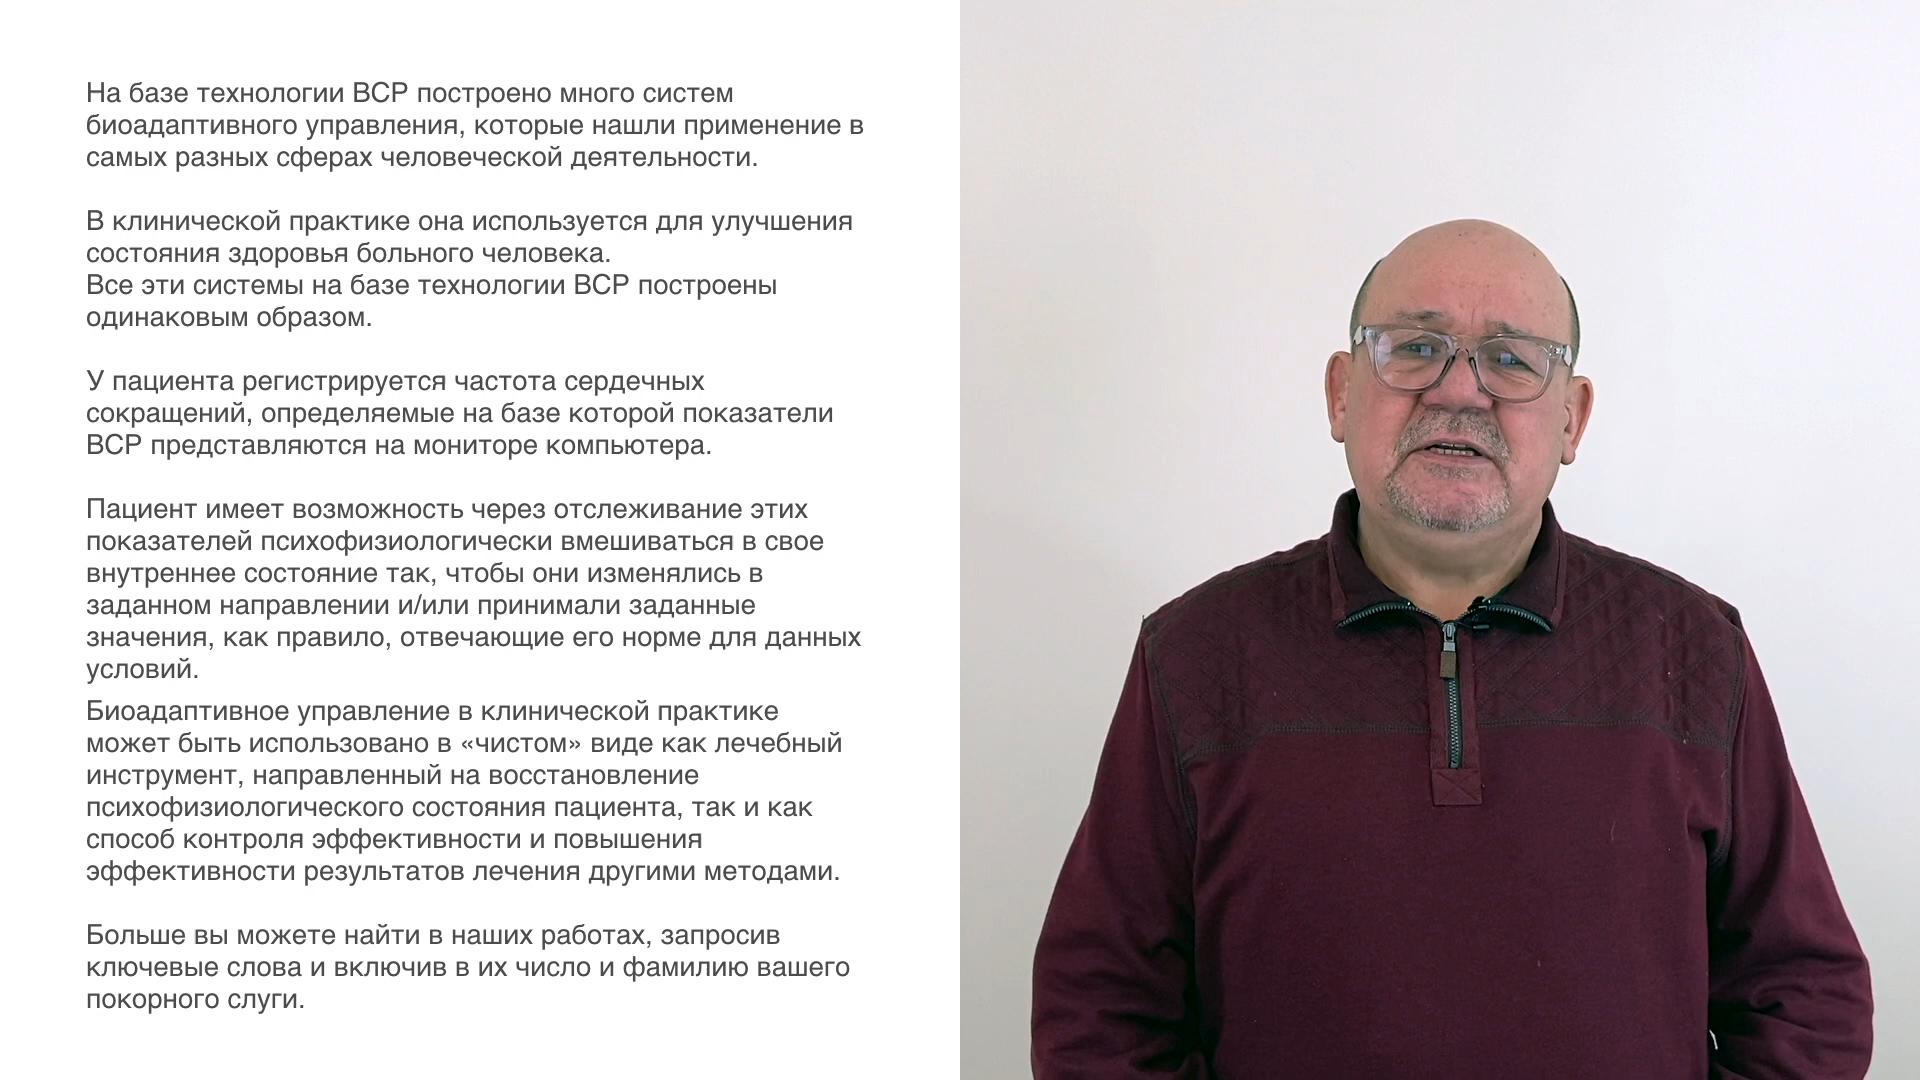 На базе технологии ВСР построено много систем
биоадаптивного управления, которые нашли применение в
самых разных сферах человеческой деятельности.
В клинической практике она используется для улучшения
состояния здоровья больного человека.
Все эти системы на базе технологии ВСР построены
одинаковым образом.
У пациента регистрируется частота сердечных
сокращений, определяемые на базе которой показатели
ВСР представляются на мониторе компьютера.
Пациент имеет возможность через отслеживание этих
показателей психофизиологически вмешиваться в свое
внутреннее состояние так, чтобы они изменялись в
заданном направлении и/или принимали заданные
значения, как правило, отвечающие его норме для данных
условий.
Биоадаптивное управление в клинической практике
может быть использовано в «чистом» виде как лечебный
инструмент, направленный на восстановление
психофизиологического состояния пациента, так и как
способ контроля эффективности и повышения
эффективности результатов лечения другими методами.
Больше вы можете найти в наших работах, запросив
ключевые слова и включив в их число и фамилию вашего
покорного слуги.